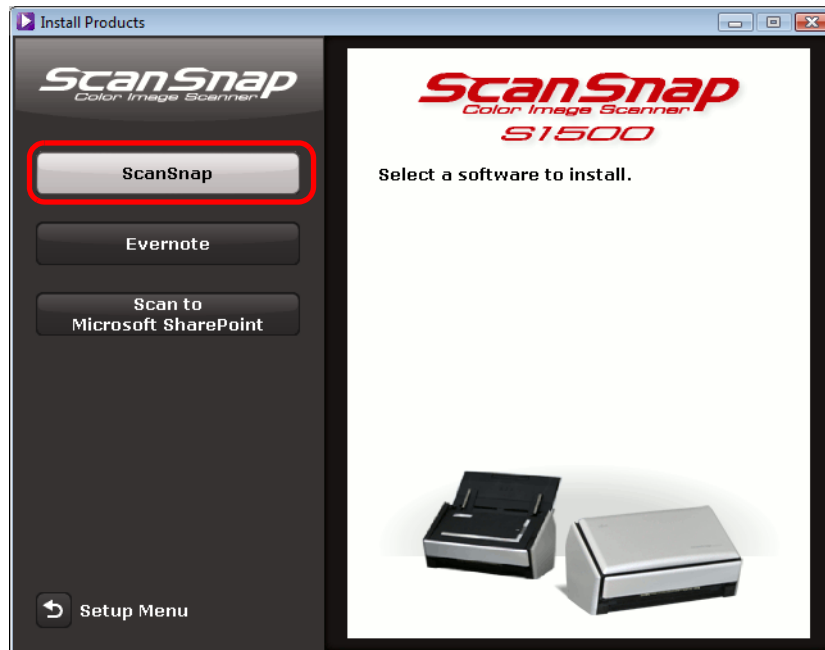 Install Products
ScanSnap
Color Image Scanner
ScanSnap
Evernote
Scan to
Microsoft SharePoint
Setup Menu
ScanSnap
Color Image Scanner
S1500
Select a software to install.